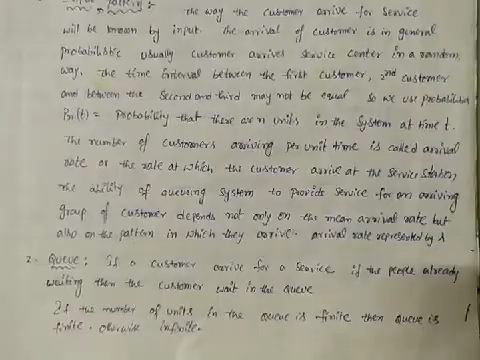 Input Pattern : The way the customer arrive for service
will be known by input. The arrival of customer is in general
probabilistic usually customer arrives service center in a random
way. The time interval between the first customer, 2nd customer
and between the second and third may not be equal so we use probabilition
Pn(t) = Probability that there are n units in the system at time t.
The number of customers arriving per unit time is called arrival
rate or the rate at which the customer arrive at the service station,
The ability of queuing system to provide service for an arriving
group of customer depends not only on the mean arrival rate but
also on the pattern in which they arrive. arrival rate represented by λ
2. Queue : If a customer arrive for a service if the people already
waiting then the customer wait in the queue
If the number of units in the queue is finite then queue is
finite. otherwise infinite.